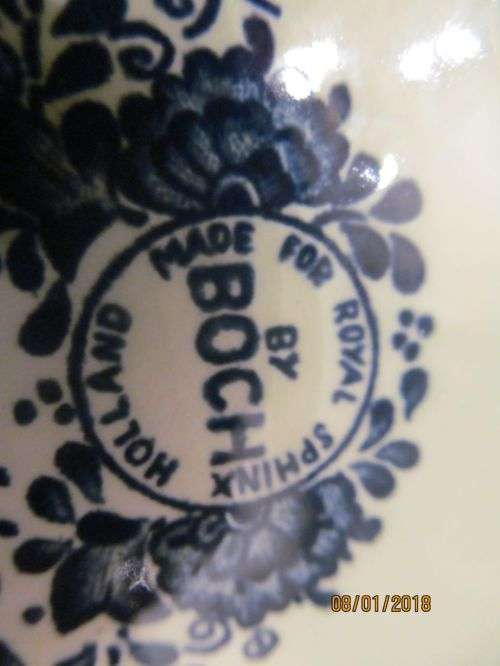 MADE FOR ROYAL SPHINX HOLLAND
BY
BOCH
08/01/2018